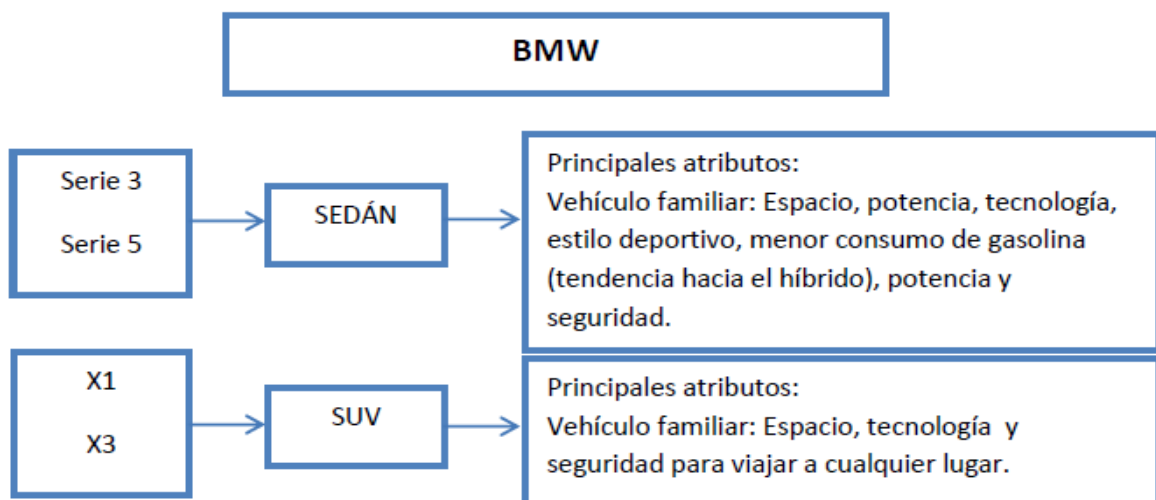 BMW
Serie 3
Serie 5
SEDÁN
Principales atributos:
Vehículo familiar: Espacio, potencia, tecnología,
estilo deportivo, menor consumo de gasolina
(tendencia hacia el híbrido), potencia y
seguridad.
X1
X3
SUV
Principales atributos:
Vehículo familiar: Espacio, tecnología y
seguridad para viajar a cualquier lugar.